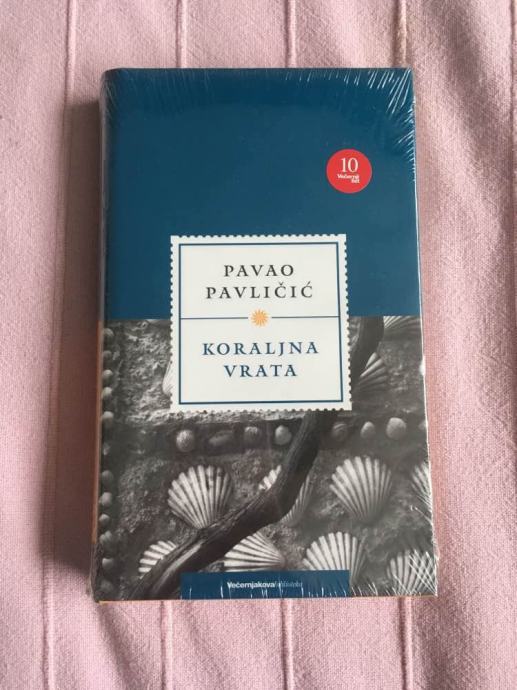 10
Večernji
list
PAVAO
PAVLIČIĆ
KORALJNA
VRATA
Večernjakova biblioteka